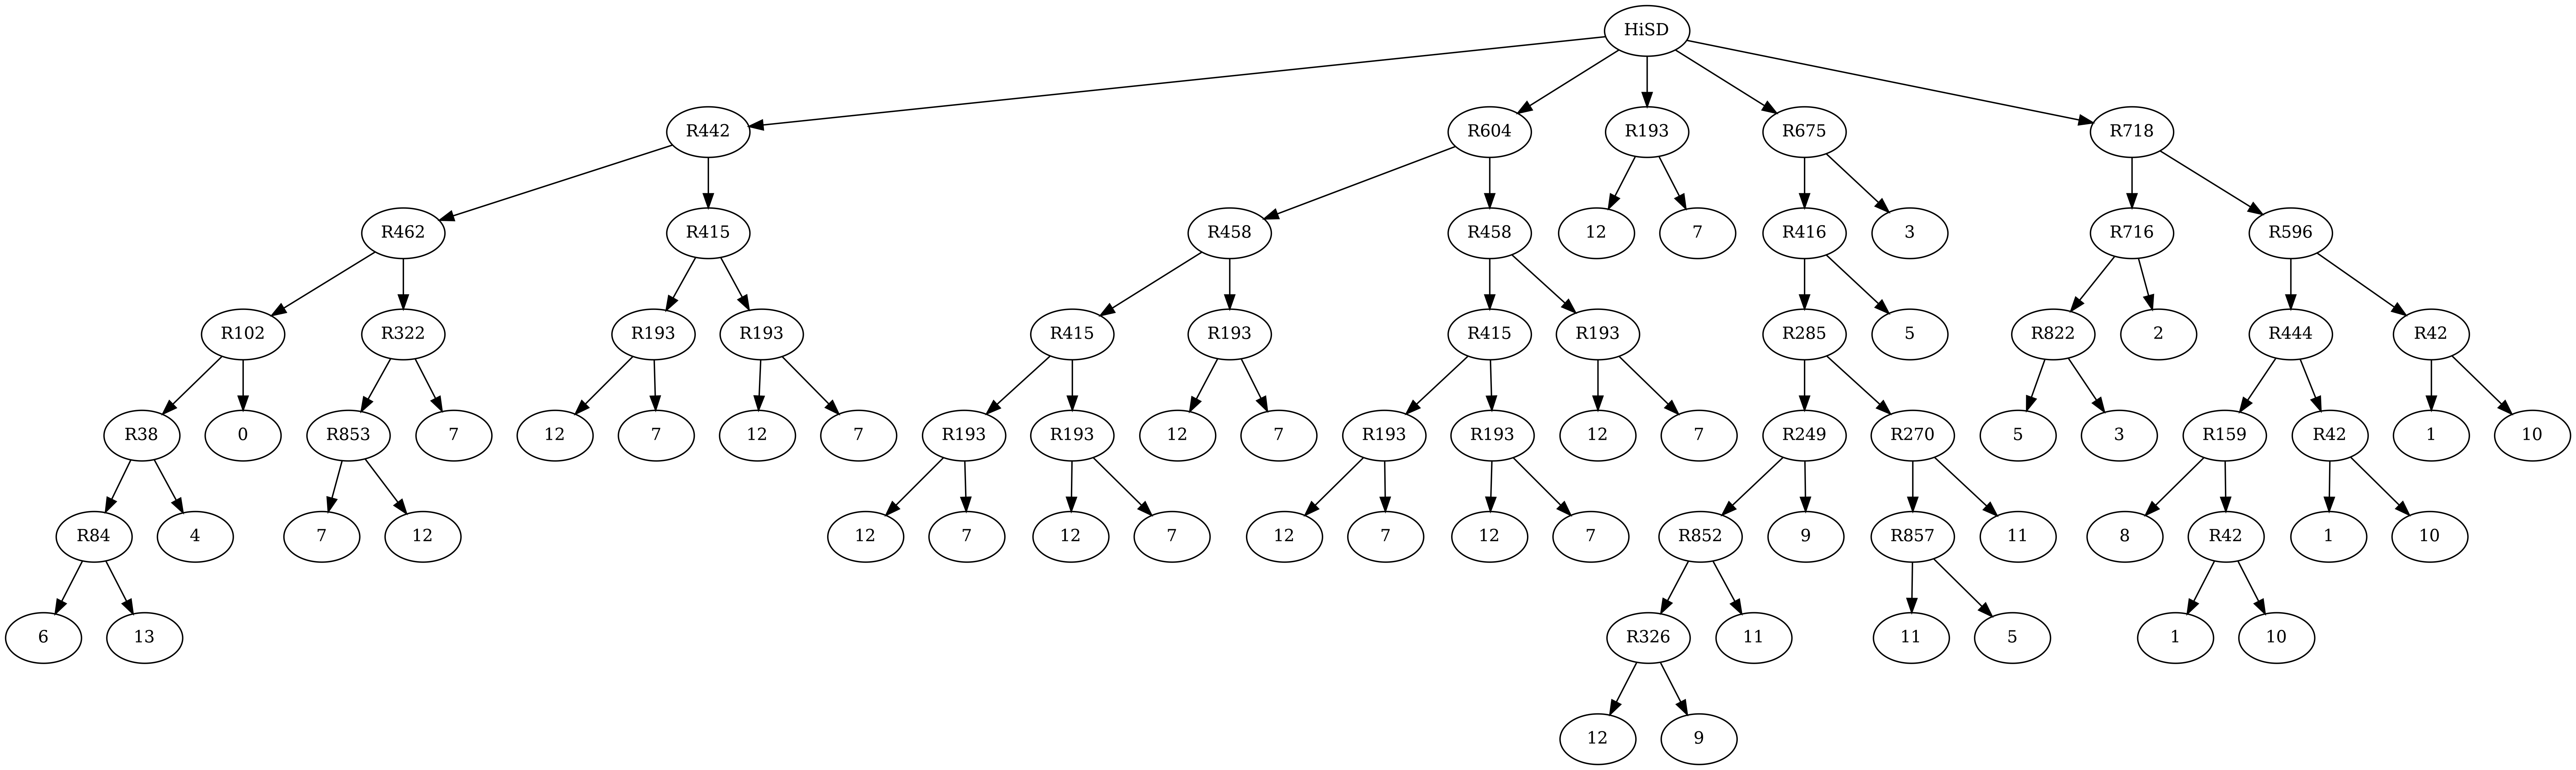 HiSD
R442 R604 R193 R675 R718
R462 R415 R458 R458 12 7 R416 3 R716 R596
R102 R322 R193 R193 R415 R193 R415 R193 R285 5 R822 2 R444 R42
R38 0 R853 7 12 7 12 7 R193 R193 12 7 R193 R193 12 7 R249 R270 5 3 R159 R42 1 10
R84 4 7 12 12 7 12 7 12 7 12 7 R852 9 R857 11 8 R42 1 10
6 13 R326 11 11 5 1 10
12 9